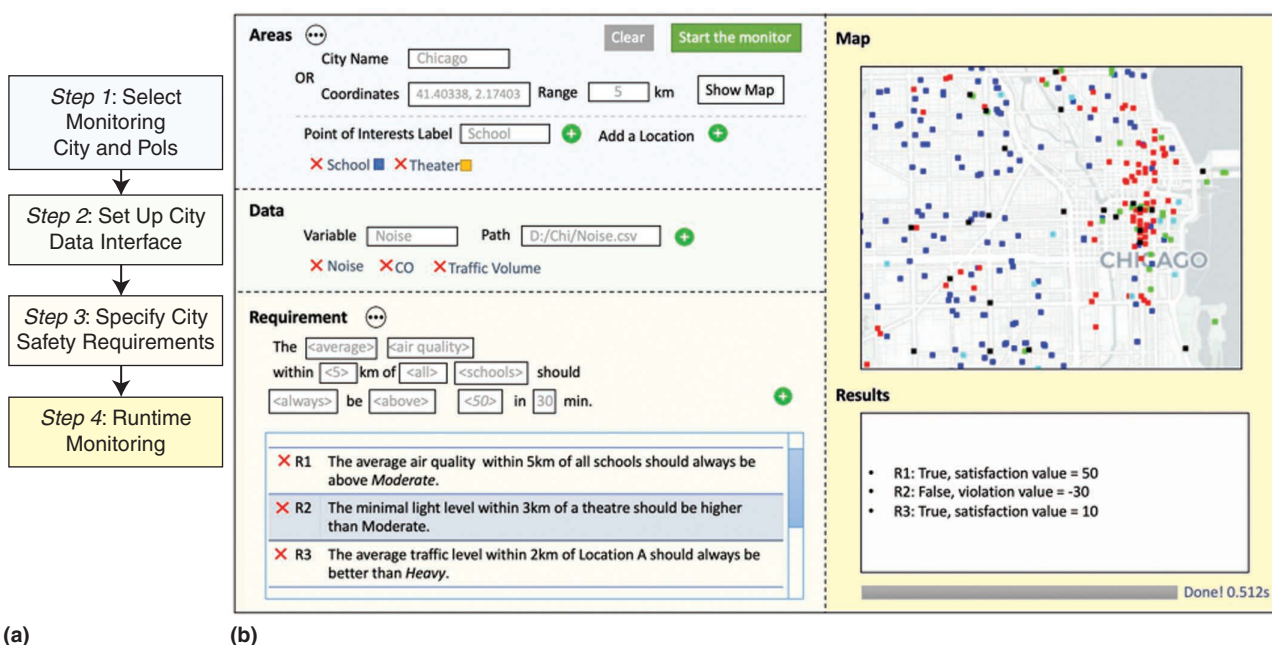 Step 1: Select
Monitoring
City and PoIs
Step 2: Set Up City
Data Interface
Step 3: Specify City
Safety Requirements
Step 4: Runtime
Monitoring
(a)
Areas
Clear
Start the monitor
City Name Chicago
OR
Coordinates 41.40338, 2.17403 Range 5 km Show Map
Point of Interests Label School Add a Location
School Theater
Data
Variable Noise Path D:/Chi/Noise.csv
Noise CO Traffic Volume
Requirement
The <average> <air quality>
within <5> km of <all> <schools> should
<always> be <above> <50> in 30 min.
R1 The average air quality within 5km of all schools should always be
above Moderate.
R2 The minimal light level within 3km of a theatre should be higher
than Moderate.
R3 The average traffic level within 2km of Location A should always be
better than Heavy.
Map
CHICAGO
Results
• R1: True, satisfaction value = 50
• R2: False, violation value = -30
• R3: True, satisfaction value = 10
Done! 0.512s
(b)